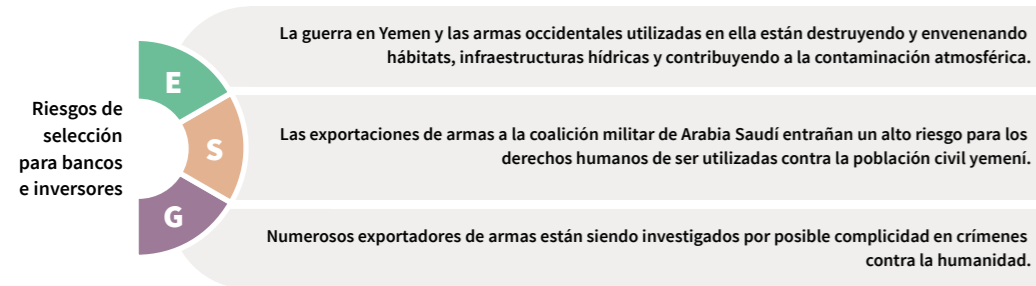 Riesgos de
selección
para bancos
e inversores
E
La guerra en Yemen y las armas occidentales utilizadas en ella están destruyendo y envenenando
hábitats, infraestructuras hídricas y contribuyendo a la contaminación atmosférica.
S
Las exportaciones de armas a la coalición militar de Arabia Saudí entrañan un alto riesgo para los
derechos humanos de ser utilizadas contra la población civil yemení.
G
Numerosos exportadores de armas están siendo investigados por posible complicidad en crímenes
contra la humanidad.